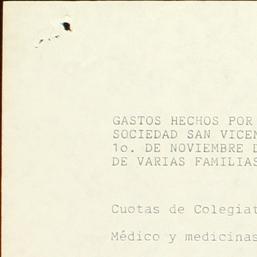 GASTOS HECHOS POR
SOCIEDAD SAN VICEN
1o. DE NOVIEMBRE D
DE VARIAS FAMILIAS
Cuotas de Colegiat
Médico y medicinas